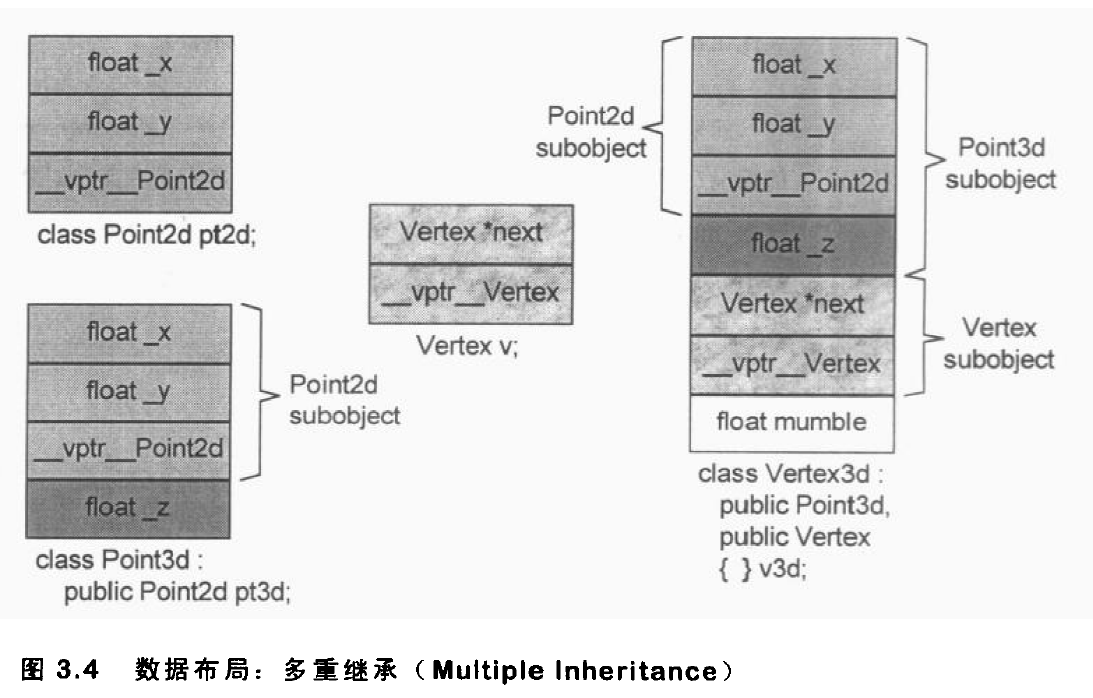 float _x
float _y
__vptr__Point2d
class Point2d pt2d;
float _x
float _y
__vptr__Point2d
float _z
Point2d
subobject
class Point3d :
public Point2d pt3d;
Vertex *next
__vptr__Vertex
Vertex v;
Point2d
subobject
float _x
float _y
__vptr__Point2d
float _z
Vertex *next
__vptr__Vertex
float mumble
Point3d
subobject
Vertex
subobject
class Vertex3d :
public Point3d,
public Vertex
{ } v3d;
图 3.4 数据布局：多重继承（Multiple Inheritance）